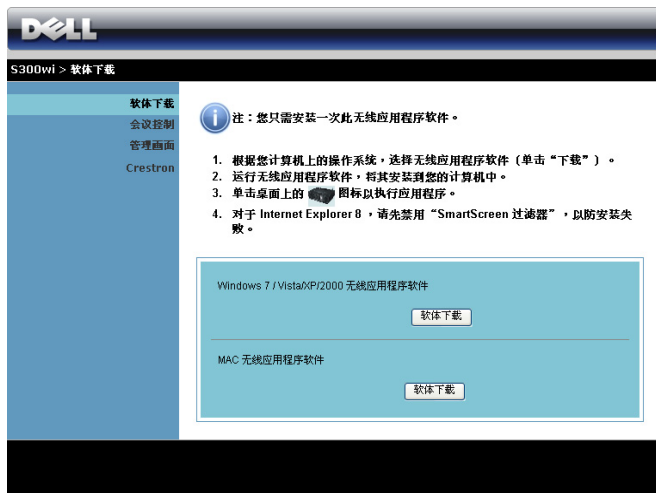 DELL
S300wi > 软体下载
软体下载
会议控制
管理画面
Crestron
注：您只需安装一次此无线应用程序软件。
1. 根据您计算机上的操作系统，选择无线应用程序软件（单击“下载”）。
2. 运行无线应用程序软件，将其安装到您的计算机中。
3. 单击桌面上的 图标以执行应用程序。
4. 对于 Internet Explorer 8 ，请先禁用“SmartScreen 过滤器”，以防安装失
败。
Windows 7 / Vista/XP/2000 无线应用程序软件
软体下载
MAC 无线应用程序软件
软体下载